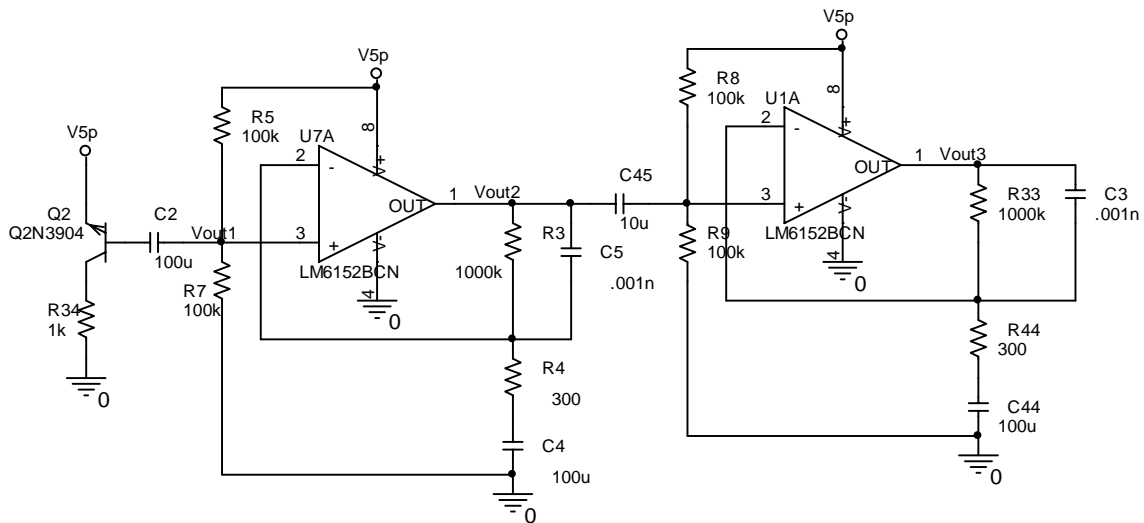 V5p
Q2
Q2N3904
R34
1k
0
C2
100u
Vout1
V5p
R5
100k
R7
100k
U7A
8
V+
2
-
OUT
1
3
+
V-
LM6152BCN
4
0
Vout2
R3
1000k
C5
.001n
R4
300
C4
100u
0
C45
10u
V5p
R8
100k
R9
100k
U1A
8
V+
2
-
OUT
1
3
+
V-
LM6152BCN
4
0
Vout3
R33
1000k
C3
.001n
R44
300
C44
100u
0